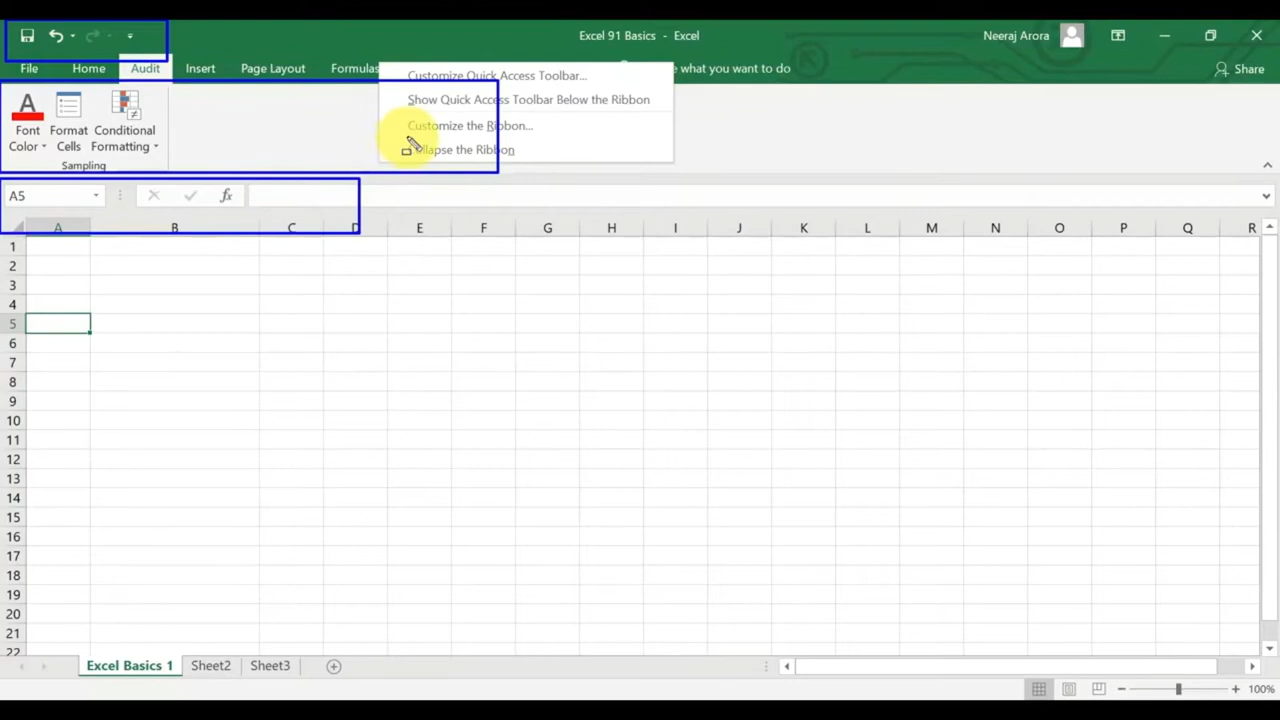 Excel 91 Basics - Excel
Neeraj Arora
File Home Audit Insert Page Layout Formulas
what you want to do
Share
Customize Quick Access Toolbar...
Show Quick Access Toolbar Below the Ribbon
Customize the Ribbon...
the Ribbon
Font Color
Format Cells
Conditional Formatting
Sampling
A5
fx
A B C D E F G H I J K L M N O P Q R
1
2
3
4
5
6
7
8
9
10
11
12
13
14
15
16
17
18
19
20
21
22
Excel Basics 1 Sheet2 Sheet3
100%